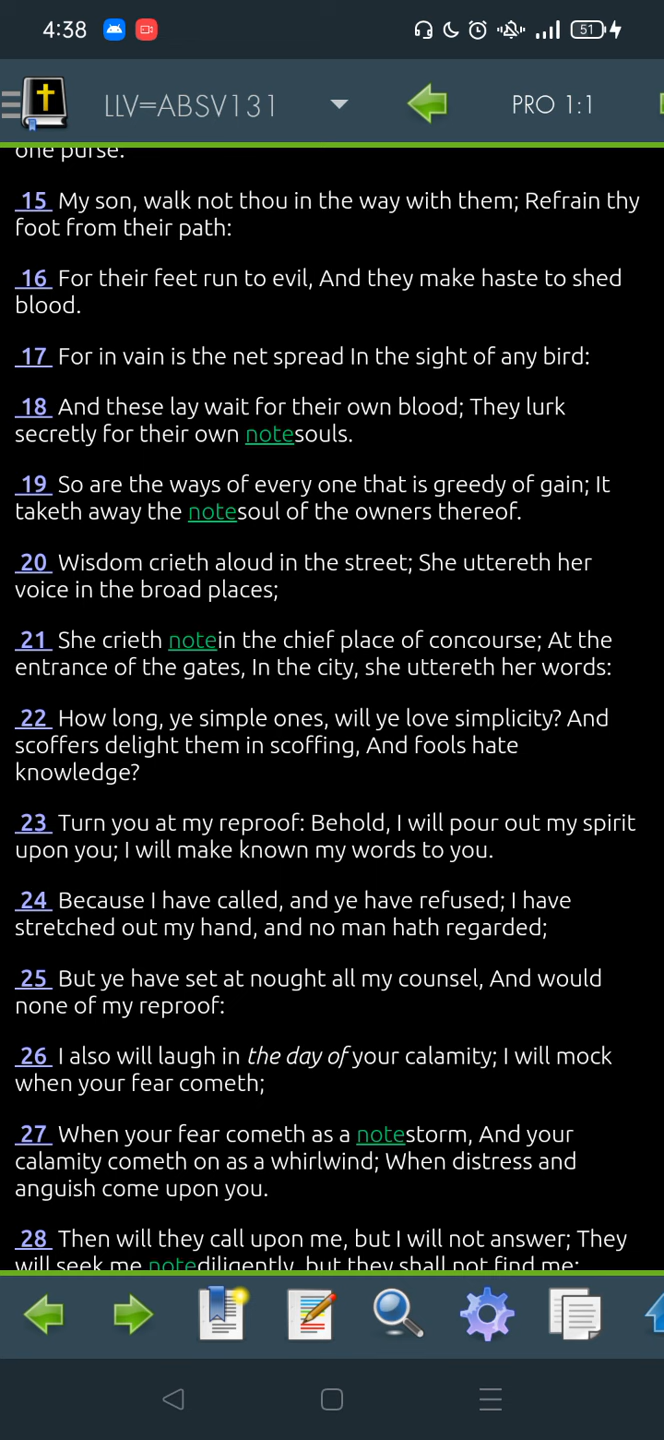 4:38
51
LLV=ABSV131
PRO 1:1
one purse.
15 My son, walk not thou in the way with them; Refrain thy
foot from their path:
16 For their feet run to evil, And they make haste to shed
blood.
17 For in vain is the net spread In the sight of any bird:
18 And these lay wait for their own blood; They lurk
secretly for their own notesouls.
19 So are the ways of every one that is greedy of gain; It
taketh away the notesoul of the owners thereof.
20 Wisdom crieth aloud in the street; She uttereth her
voice in the broad places;
21 She crieth notein the chief place of concourse; At the
entrance of the gates, In the city, she uttereth her words:
22 How long, ye simple ones, will ye love simplicity? And
scoffers delight them in scoffing, And fools hate
knowledge?
23 Turn you at my reproof: Behold, I will pour out my spirit
upon you; I will make known my words to you.
24 Because I have called, and ye have refused; I have
stretched out my hand, and no man hath regarded;
25 But ye have set at nought all my counsel, And would
none of my reproof:
26 I also will laugh in the day of your calamity; I will mock
when your fear cometh;
27 When your fear cometh as a notestorm, And your
calamity cometh on as a whirlwind; When distress and
anguish come upon you.
28 Then will they call upon me, but I will not answer; They
will seek me notediligently, but they shall not find me: